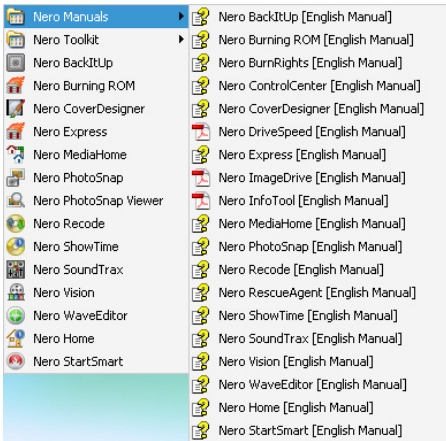 Nero Manuals
Nero Toolkit
Nero BackItUp
Nero Burning ROM
Nero CoverDesigner
Nero Express
Nero MediaHome
Nero PhotoSnap
Nero PhotoSnap Viewer
Nero Recode
Nero ShowTime
Nero SoundTrax
Nero Vision
Nero WaveEditor
Nero Home
Nero StartSmart
Nero BackItUp [English Manual]
Nero Burning ROM [English Manual]
Nero BurnRights [English Manual]
Nero ControlCenter [English Manual]
Nero CoverDesigner [English Manual]
Nero DriveSpeed [English Manual]
Nero Express [English Manual]
Nero ImageDrive [English Manual]
Nero InfoTool [English Manual]
Nero MediaHome [English Manual]
Nero PhotoSnap [English Manual]
Nero Recode [English Manual]
Nero RescueAgent [English Manual]
Nero ShowTime [English Manual]
Nero SoundTrax [English Manual]
Nero Vision [English Manual]
Nero WaveEditor [English Manual]
Nero Home [English Manual]
Nero StartSmart [English Manual]